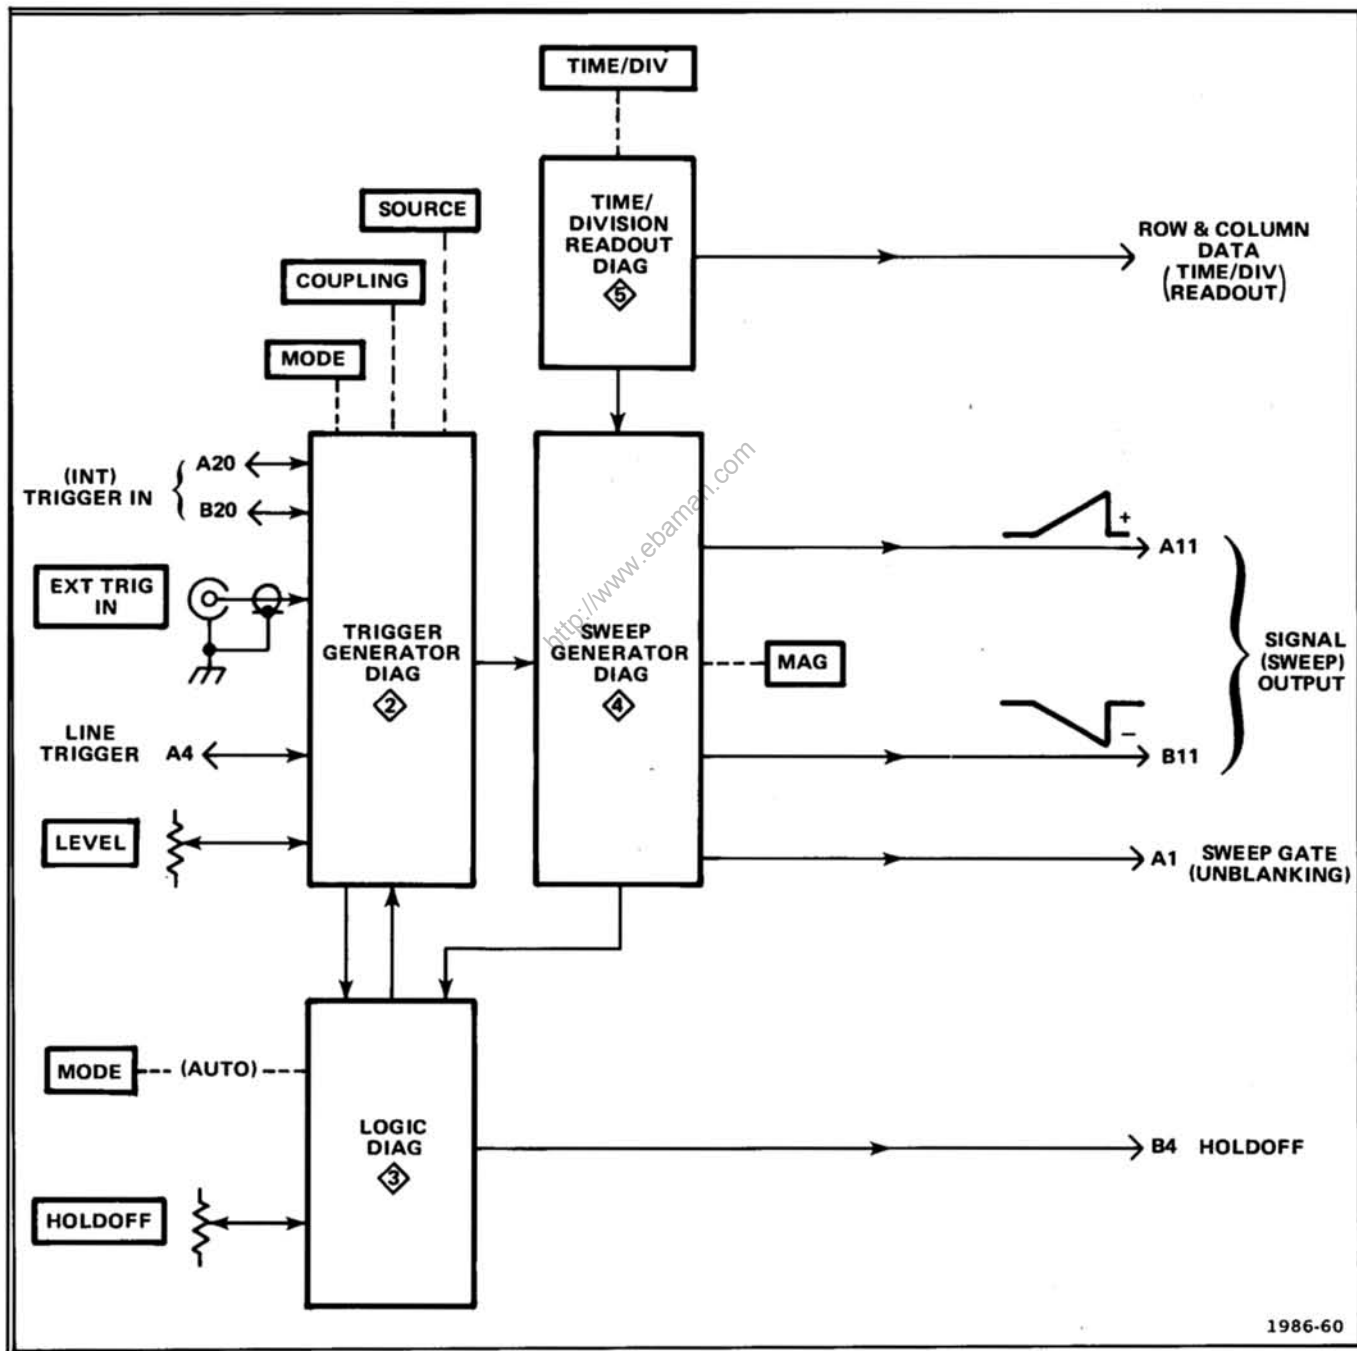 TIME/DIV
TIME/
DIVISION
READOUT
DIAG
5
ROW & COLUMN
DATA
(TIME/DIV
READOUT)
SOURCE
COUPLING
MODE
(INT)
TRIGGER IN
A20
B20
EXT TRIG
IN
LINE
TRIGGER
A4
LEVEL
TRIGGER
GENERATOR
DIAG
2
SWEEP
GENERATOR
DIAG
4
MAG
+
A11
–
B11
SIGNAL
(SWEEP)
OUTPUT
A1 SWEEP GATE
(UNBLANKING)
MODE
(AUTO)
LOGIC
DIAG
3
HOLDOFF
B4 HOLDOFF
http://www.ebaman.com
1986-60